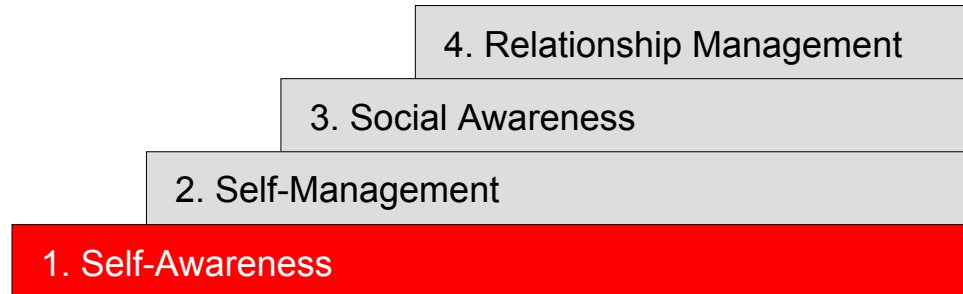 4. Relationship Management
3. Social Awareness
2. Self-Management
1. Self-Awareness